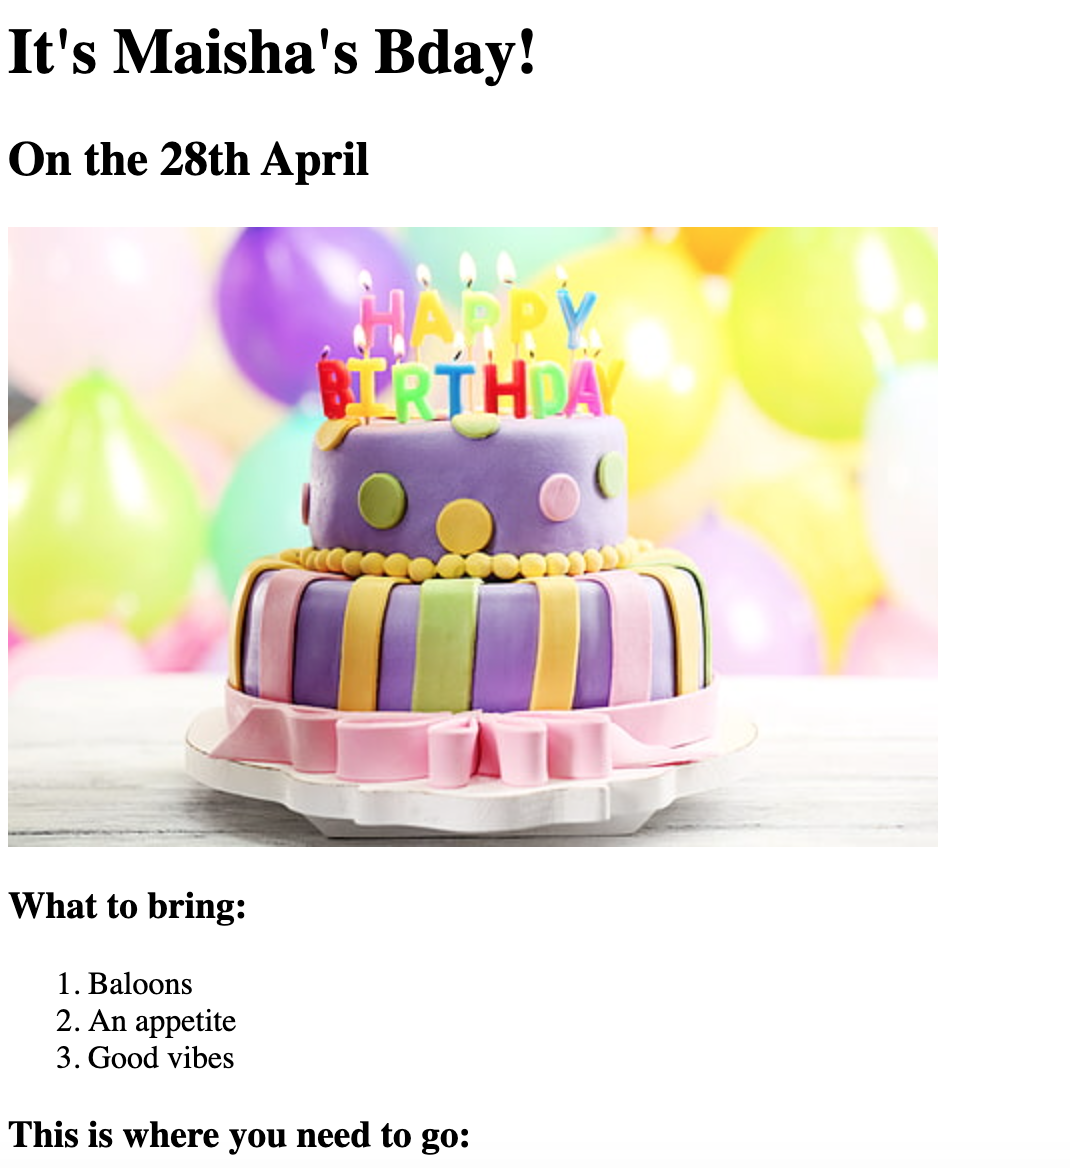 It's Maisha's Bday!
On the 28th April
HAPPY
BIRTHDAY
What to bring:
1. Baloons
2. An appetite
3. Good vibes
This is where you need to go: